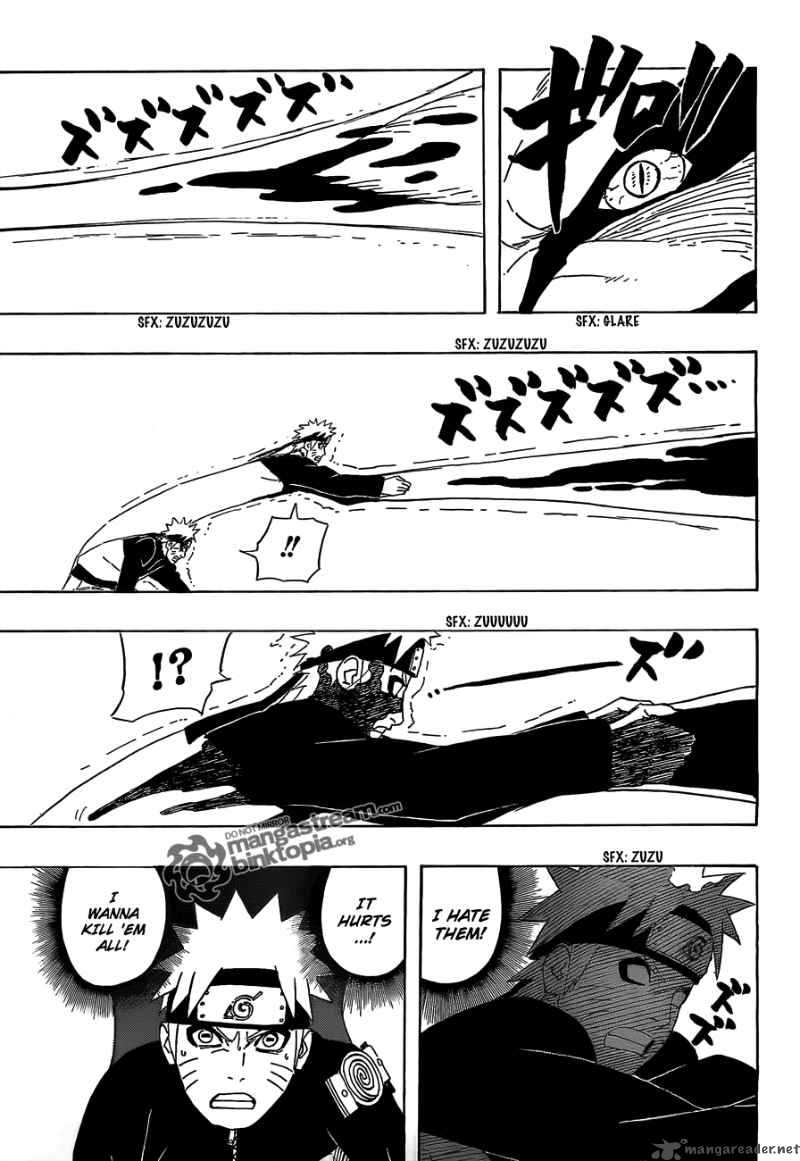 ギロ!!
ズズズズズ
SFX: GLARE
SFX: ZUZUZUZU
SFX: ZUZUZUZU
ズズズズズ...
!!
SFX: ZUUUUUU
ズ
!?
DO NOT MIRROR
mangastream.com
binktopia.org
SFX: ZUZU
I HATE
THEM!
ズズ
IT
HURTS
...!
I
WANNA
KILL 'EM
ALL!
mangareader.net